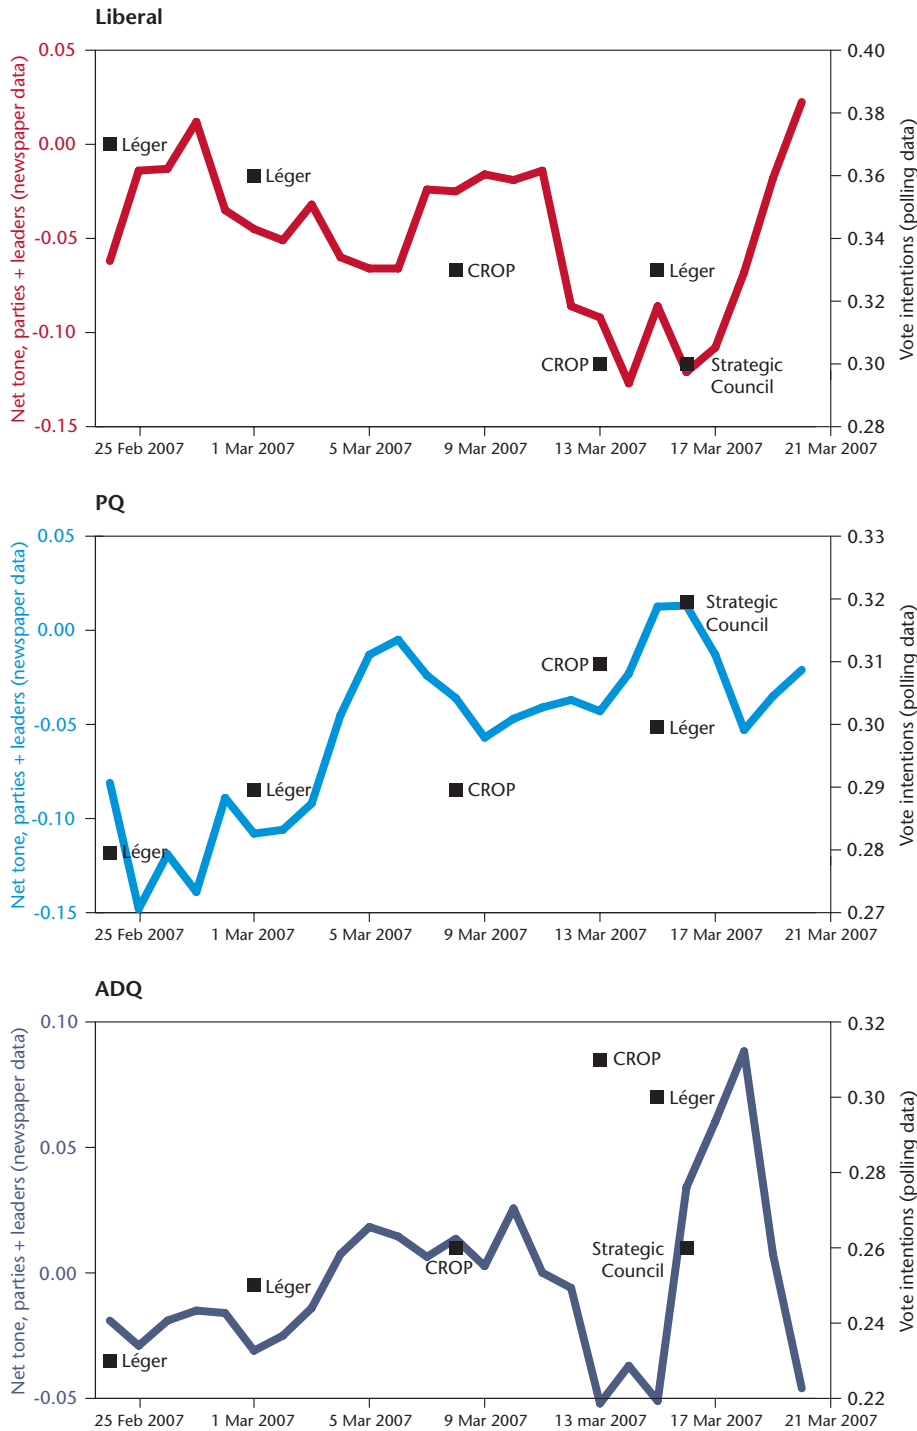 Liberal
Net tone, parties + leaders (newspaper data)
0.05
0.00
-0.05
-0.10
-0.15
0.40
0.38
0.36
0.34
0.32
0.30
0.28
Vote intentions (polling data)
Léger
Léger
CROP
Léger
CROP
Strategic
Council
25 Feb 2007 1 Mar 2007 5 Mar 2007 9 Mar 2007 13 Mar 2007 17 Mar 2007 21 Mar 2007
PQ
Net tone, parties + leaders (newspaper data)
0.05
0.00
-0.05
-0.10
-0.15
0.33
0.32
0.31
0.30
0.29
0.28
0.27
Vote intentions (polling data)
Strategic
Council
CROP
Léger
Léger
CROP
Léger
25 Feb 2007 1 Mar 2007 5 Mar 2007 9 Mar 2007 13 Mar 2007 17 Mar 2007 21 Mar 2007
ADQ
Net tone, parties + leaders (newspaper data)
0.10
0.05
0.00
-0.05
0.32
0.30
0.28
0.26
0.24
0.22
Vote intentions (polling data)
CROP
Léger
Strategic
Council
CROP
Léger
Léger
25 Feb 2007 1 Mar 2007 5 Mar 2007 9 Mar 2007 13 mar 2007 17 Mar 2007 21 Mar 2007